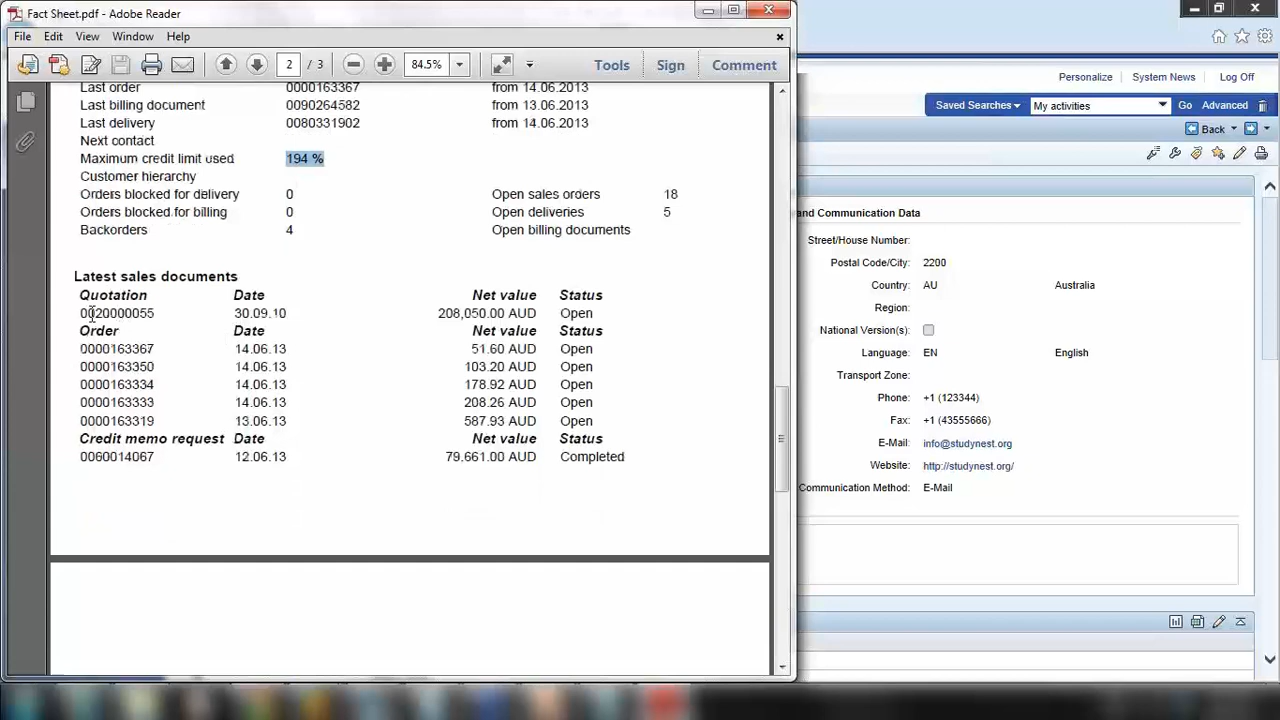 Fact Sheet.pdf - Adobe Reader
File Edit View Window Help
2 / 3 84.5% Tools Sign Comment
Last order 0000163367 from 14.06.2013
Last billing document 0090264582 from 13.06.2013
Last delivery 0080331902 from 14.06.2013
Next contact
Maximum credit limit used 194 %
Customer hierarchy
Orders blocked for delivery 0 Open sales orders 18
Orders blocked for billing 0 Open deliveries 5
Backorders 4 Open billing documents
Latest sales documents
Quotation Date Net value Status
0020000055 30.09.10 208,050.00 AUD Open
Order Date Net value Status
0000163367 14.06.13 51.60 AUD Open
0000163350 14.06.13 103.20 AUD Open
0000163334 14.06.13 178.92 AUD Open
0000163333 14.06.13 208.26 AUD Open
0000163319 13.06.13 587.93 AUD Open
Credit memo request Date Net value Status
0060014067 12.06.13 79,661.00 AUD Completed
Personalize System News Log Off
Saved Searches My activities Go Advanced
Back
and Communication Data
Street/House Number:
Postal Code/City: 2200
Country: AU Australia
Region:
National Version(s):
Language: EN English
Transport Zone:
Phone: +1 (123344)
Fax: +1 (43555666)
E-Mail: info@studynest.org
Website: http://studynest.org/
Communication Method: E-Mail